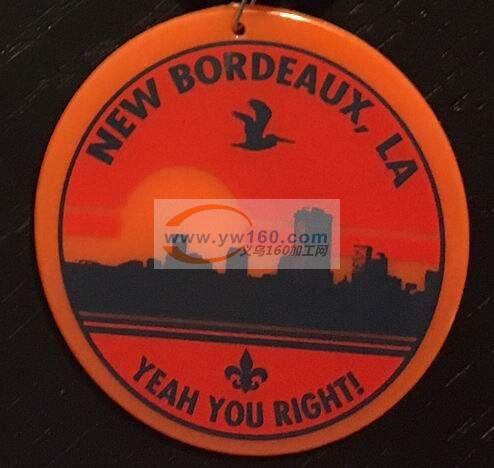 NEW BORDEAUX, LA
www.yw160.com
义乌160加工网
YEAH YOU RIGHT!